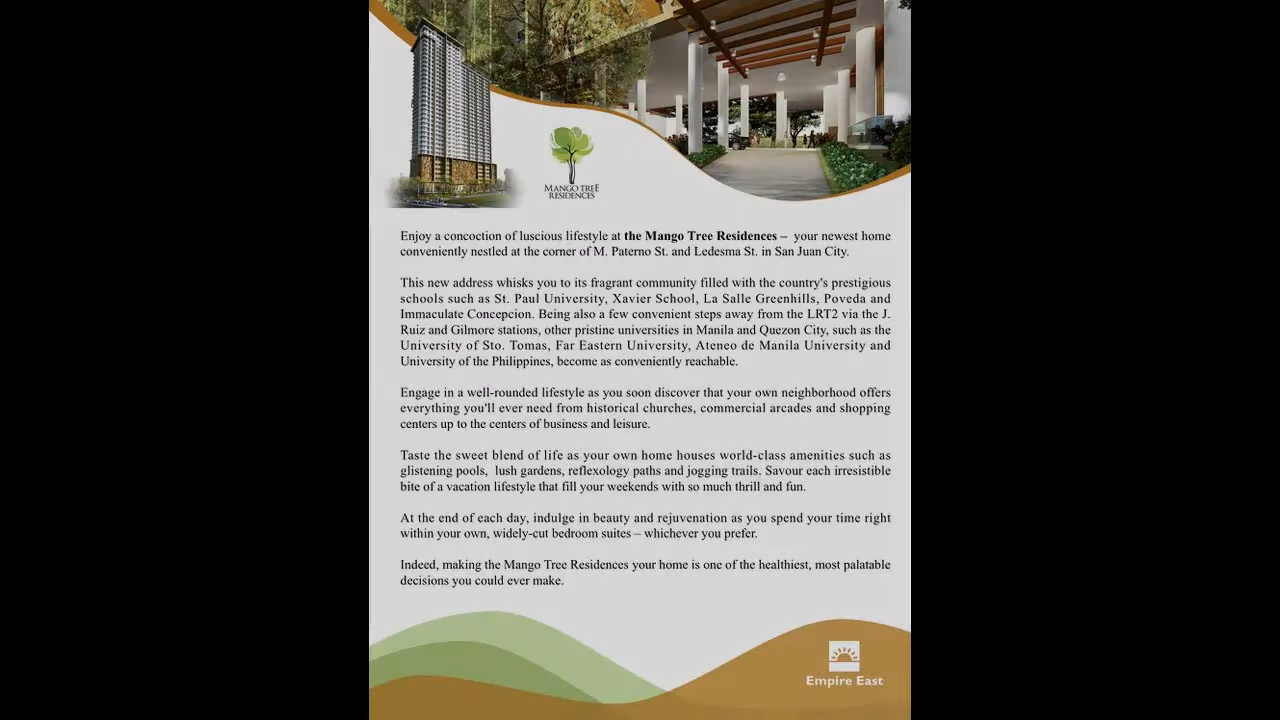 MANGO TREE
RESIDENCES
Enjoy a concoction of luscious lifestyle at the Mango Tree Residences – your newest home
conveniently nestled at the corner of M. Paterno St. and Ledesma St. in San Juan City.
This new address whisks you to its fragrant community filled with the country's prestigious
schools such as St. Paul University, Xavier School, La Salle Greenhills, Poveda and
Immaculate Concepcion. Being also a few convenient steps away from the LRT2 via the J.
Ruiz and Gilmore stations, other pristine universities in Manila and Quezon City, such as the
University of Sto. Tomas, Far Eastern University, Ateneo de Manila University and
University of the Philippines, become as conveniently reachable.
Engage in a well-rounded lifestyle as you soon discover that your own neighborhood offers
everything you'll ever need from historical churches, commercial arcades and shopping
centers up to the centers of business and leisure.
Taste the sweet blend of life as your own home houses world-class amenities such as
glistening pools, lush gardens, reflexology paths and jogging trails. Savour each irresistible
bite of a vacation lifestyle that fill your weekends with so much thrill and fun.
At the end of each day, indulge in beauty and rejuvenation as you spend your time right
within your own, widely-cut bedroom suites – whichever you prefer.
Indeed, making the Mango Tree Residences your home is one of the healthiest, most palatable
decisions you could ever make.
Empire East